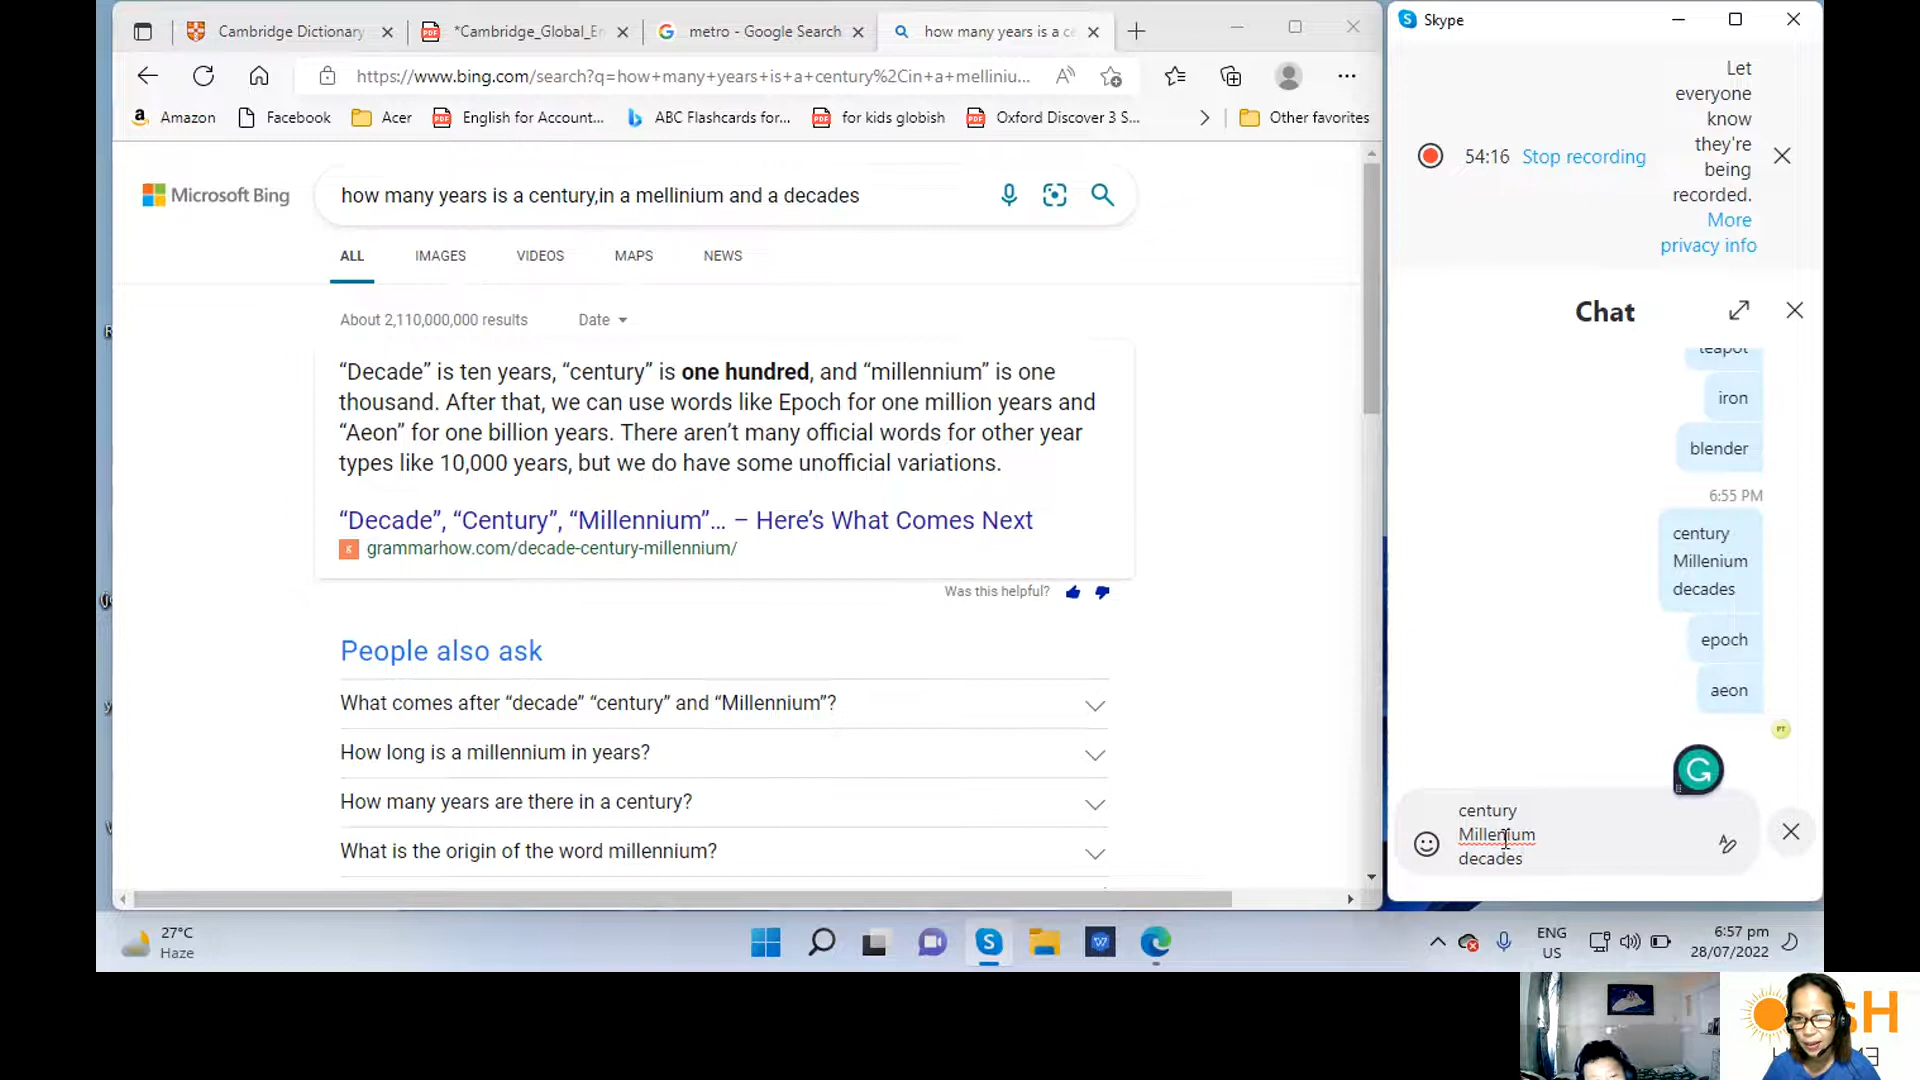 Cambridge Dictionary
*Cambridge_Global_En
metro - Google Search
how many years is a ce
https://www.bing.com/search?q=how+many+years+is+a+century%2Cin+a+melliniu...
Amazon
Facebook
Acer
English for Account...
ABC Flashcards for...
for kids globish
Oxford Discover 3 S...
Other favorites
Microsoft Bing
how many years is a century,in a mellinium and a decades
ALL
IMAGES
VIDEOS
MAPS
NEWS
About 2,110,000,000 results
Date
“Decade” is ten years, “century” is one hundred, and “millennium” is one
thousand. After that, we can use words like Epoch for one million years and
“Aeon” for one billion years. There aren’t many official words for other year
types like 10,000 years, but we do have some unofficial variations.
“Decade”, “Century”, “Millennium”... – Here’s What Comes Next
grammarhow.com/decade-century-millennium/
Was this helpful?
People also ask
What comes after “decade” “century” and “Millennium”?
How long is a millennium in years?
How many years are there in a century?
What is the origin of the word millennium?
Skype
Let
everyone
know
they're
being
recorded.
More
privacy info
54:16
Stop recording
Chat
teapot
iron
blender
6:55 PM
century
Millenium
decades
epoch
aeon
PT
century
Millenium
decades
27°C
Haze
ENG
US
6:57 pm
28/07/2022